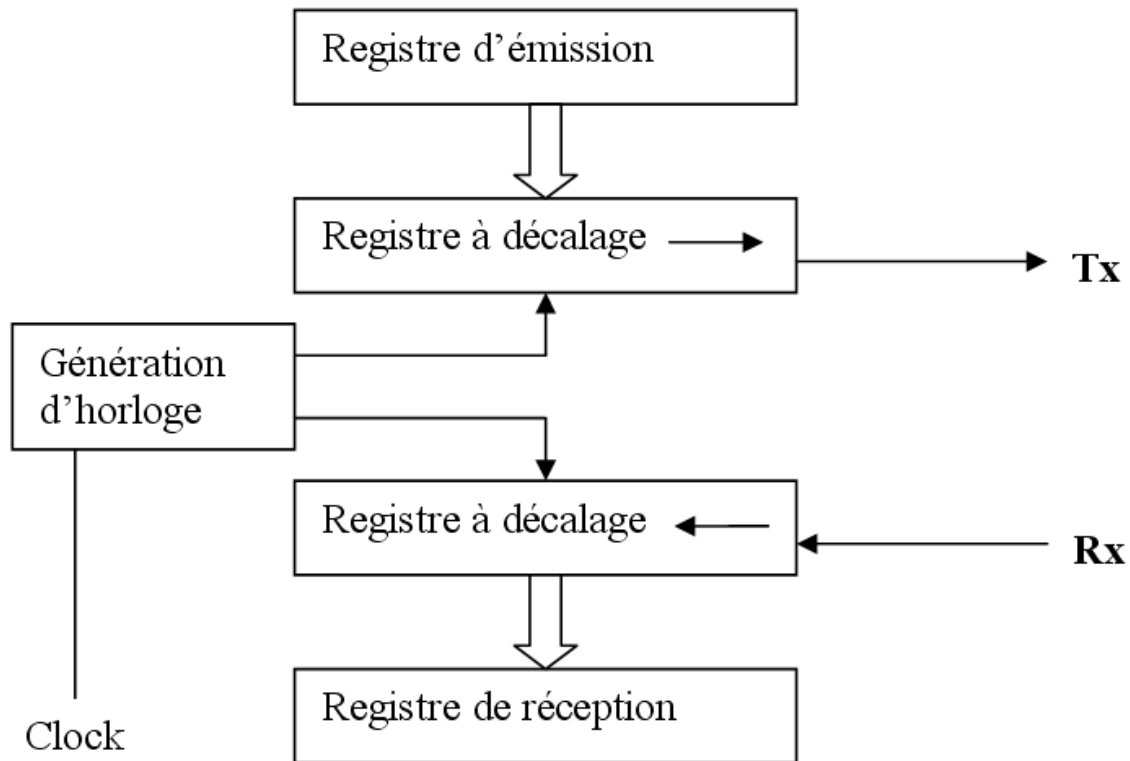 Registre d’émission
Registre à décalage
Tx
Génération
d’horloge
Registre à décalage
Rx
Registre de réception
Clock